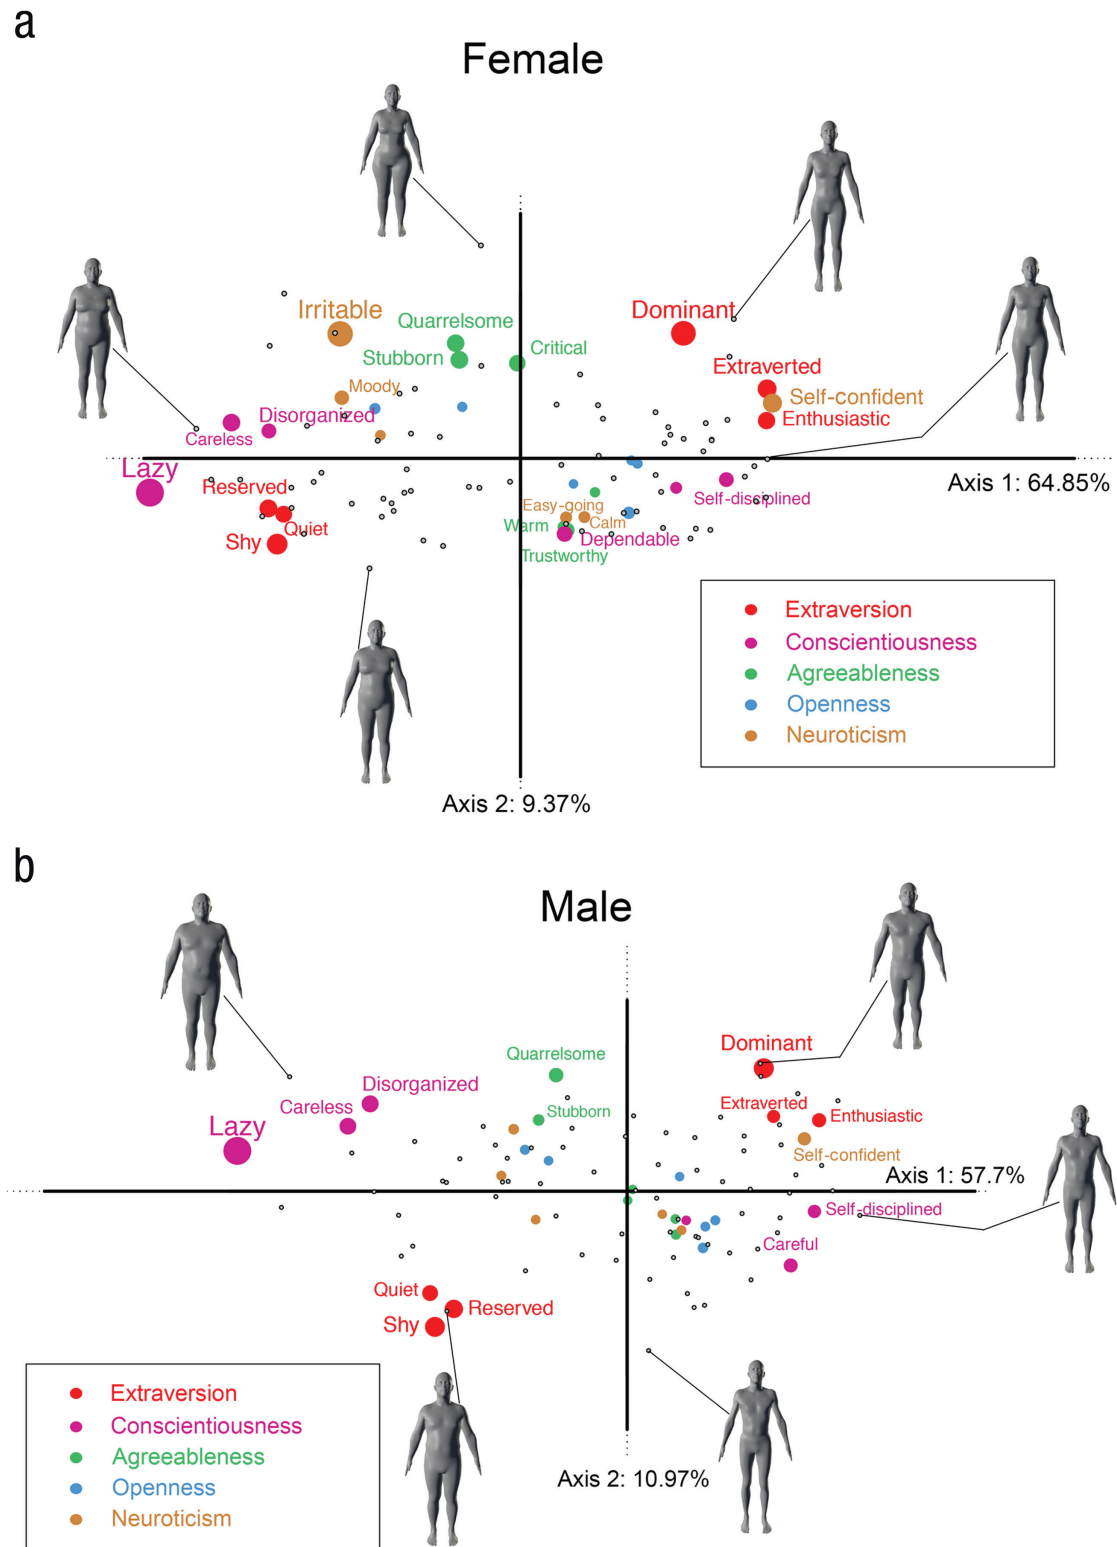 a
Female
Irritable
Dominant
Quarrelsome
Critical
Stubborn
Extraverted
Moody
Self-confident
Disorganized
Enthusiastic
Careless
Lazy
Axis 1: 64.85%
Reserved
Self-disciplined
Easy-going
Quiet
Warm
Calm
Shy
Dependable
Trustworthy
Extraversion
Conscientiousness
Agreeableness
Openness
Neuroticism
Axis 2: 9.37%
b
Male
Dominant
Quarrelsome
Disorganized
Extraverted
Careless
Stubborn
Enthusiastic
Lazy
Self-confident
Axis 1: 57.7%
Self-disciplined
Careful
Quiet
Reserved
Shy
Extraversion
Conscientiousness
Agreeableness
Openness
Neuroticism
Axis 2: 10.97%